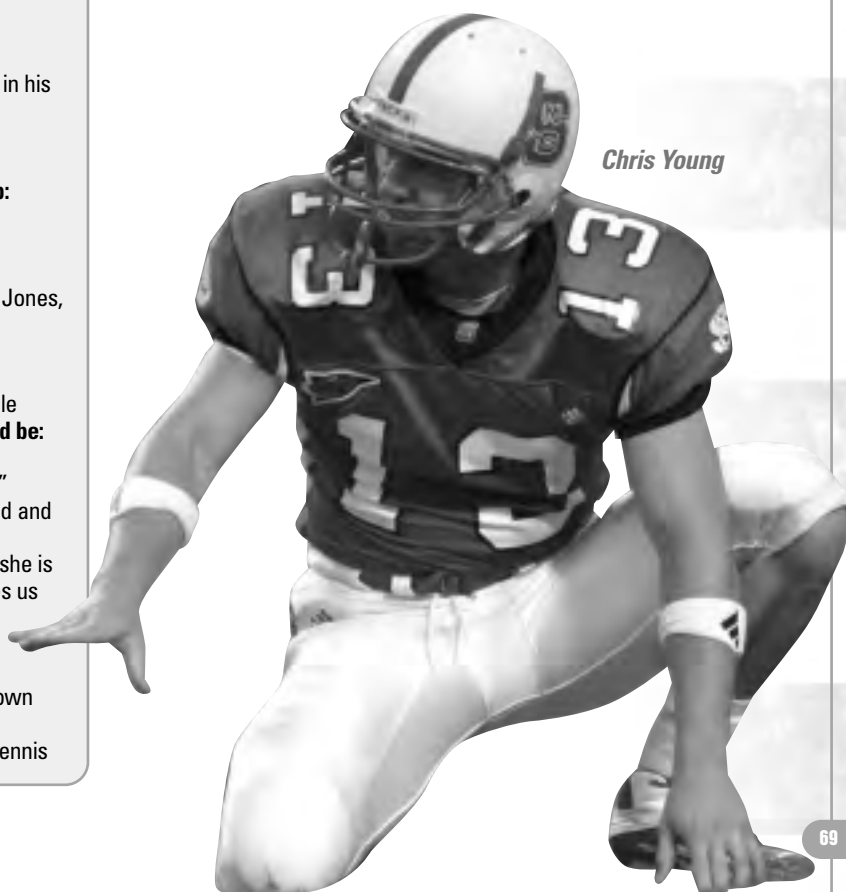 in his
o:
Jones,
le
d be:
"
d and
she is
s us
own
ennis
Chris Young
13
13
13
69